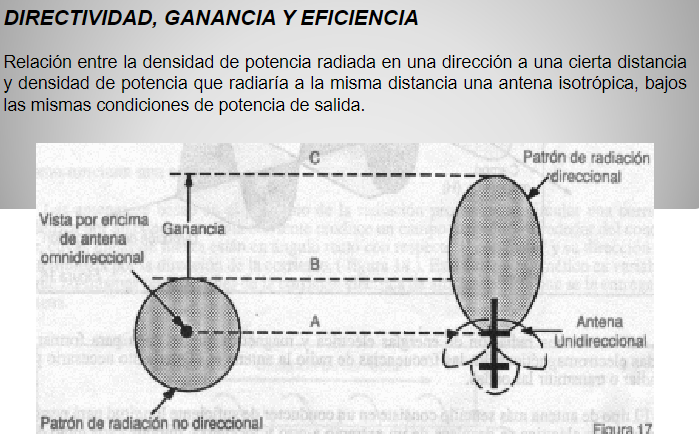 DIRECTIVIDAD, GANANCIA Y EFICIENCIA
Relación entre la densidad de potencia radiada en una dirección a una cierta distancia
y densidad de potencia que radiaría a la misma distancia una antena isotrópica, bajos
las mismas condiciones de potencia de salida.
C
Patrón de radiación
direccional
Vista por encima
de antena
omnidireccional
Ganancia
B
A
Antena
Unidireccional
Patrón de radiación no direccional
Figura 17